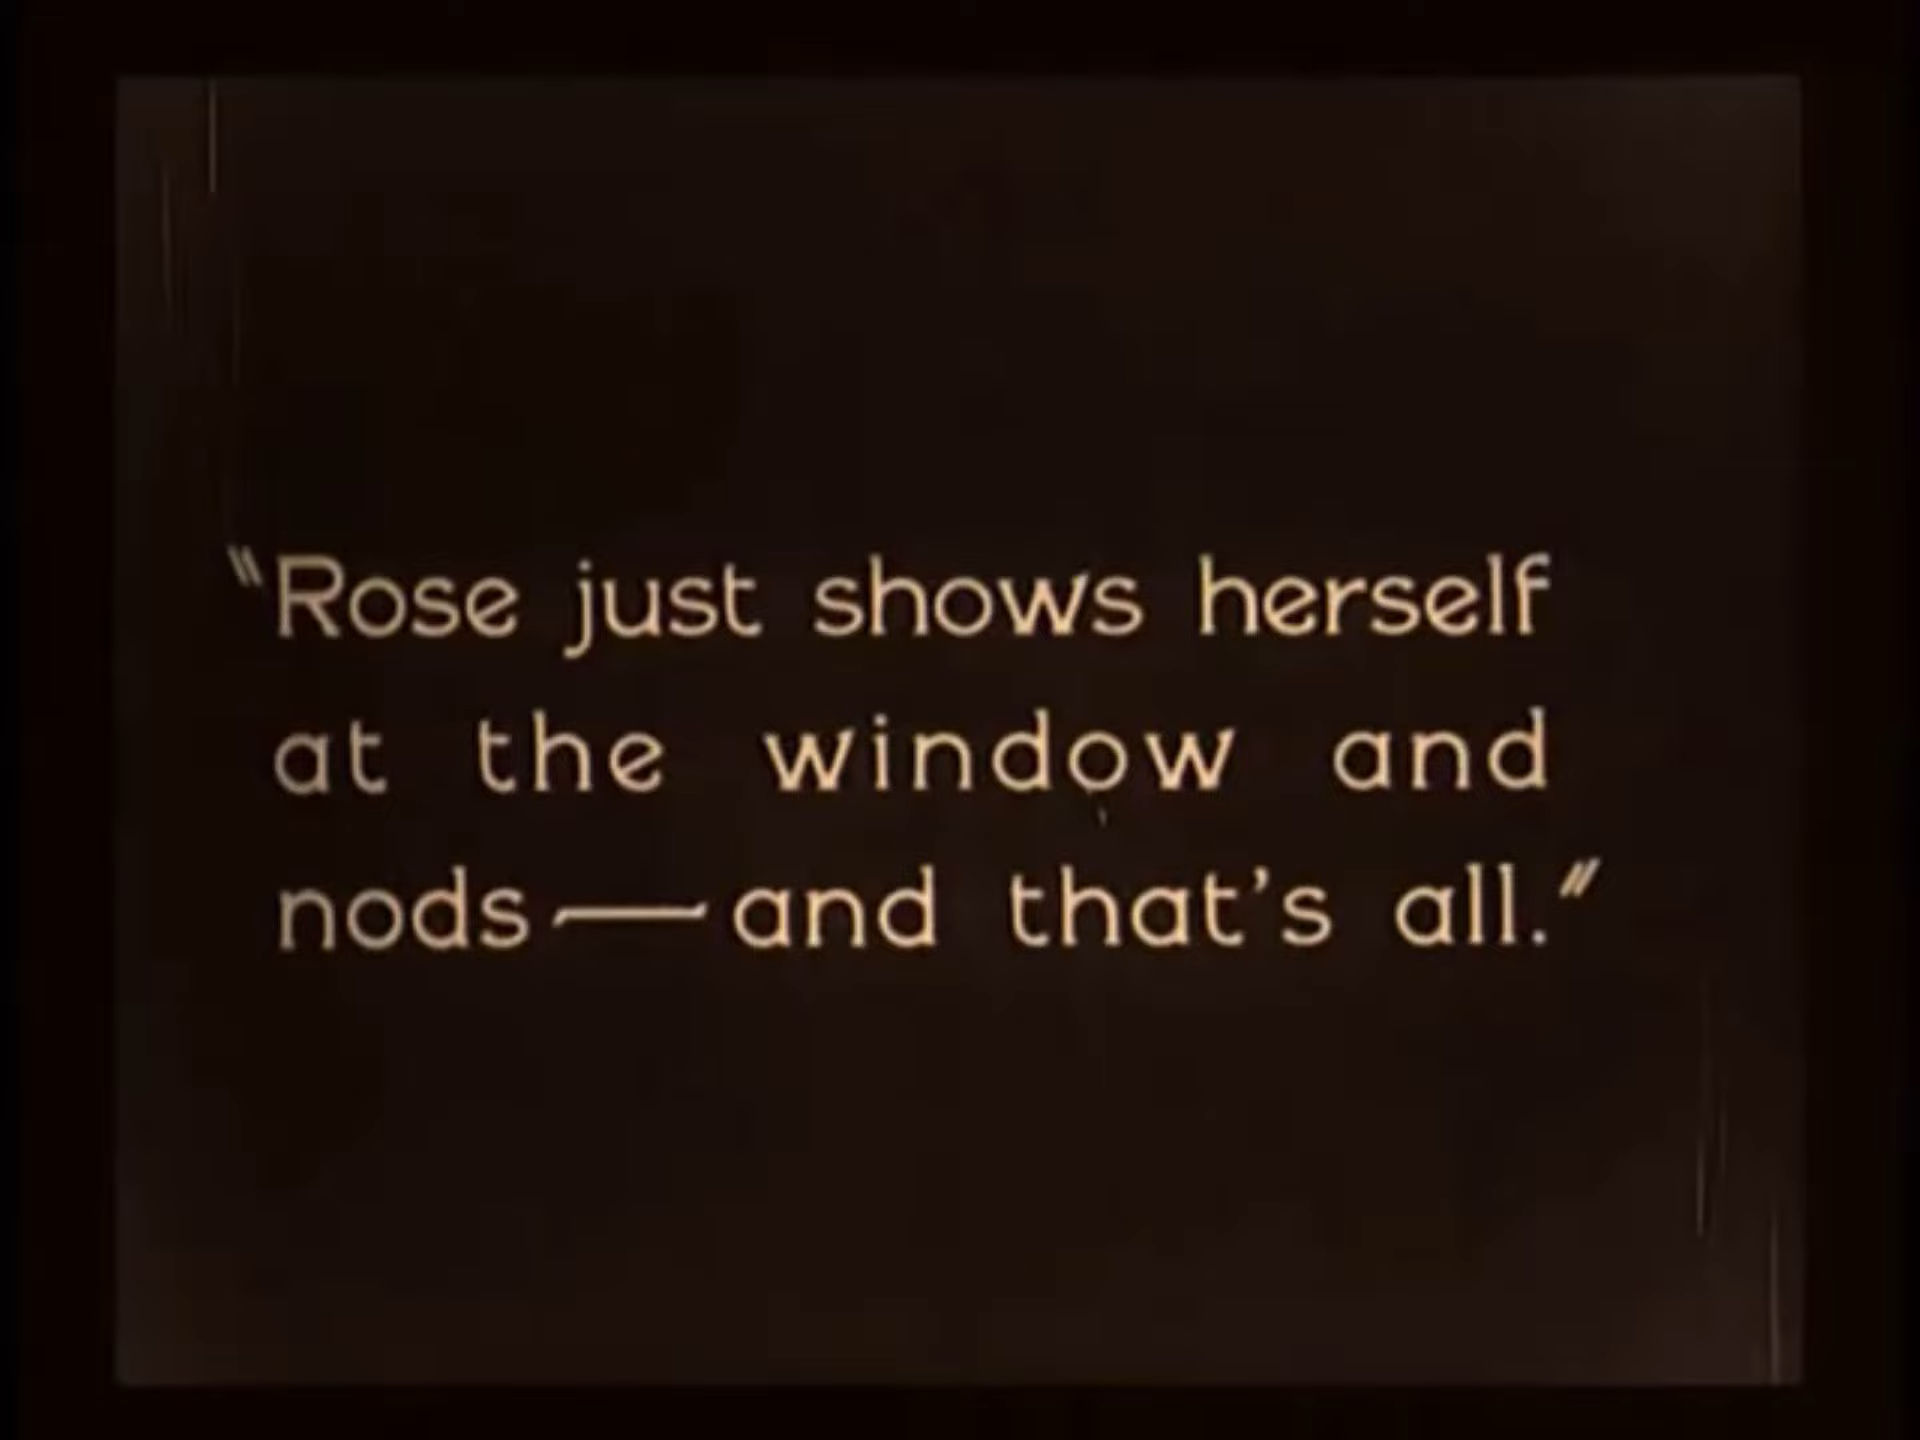 "Rose just shows herself
at the window and
nods—and that's all."